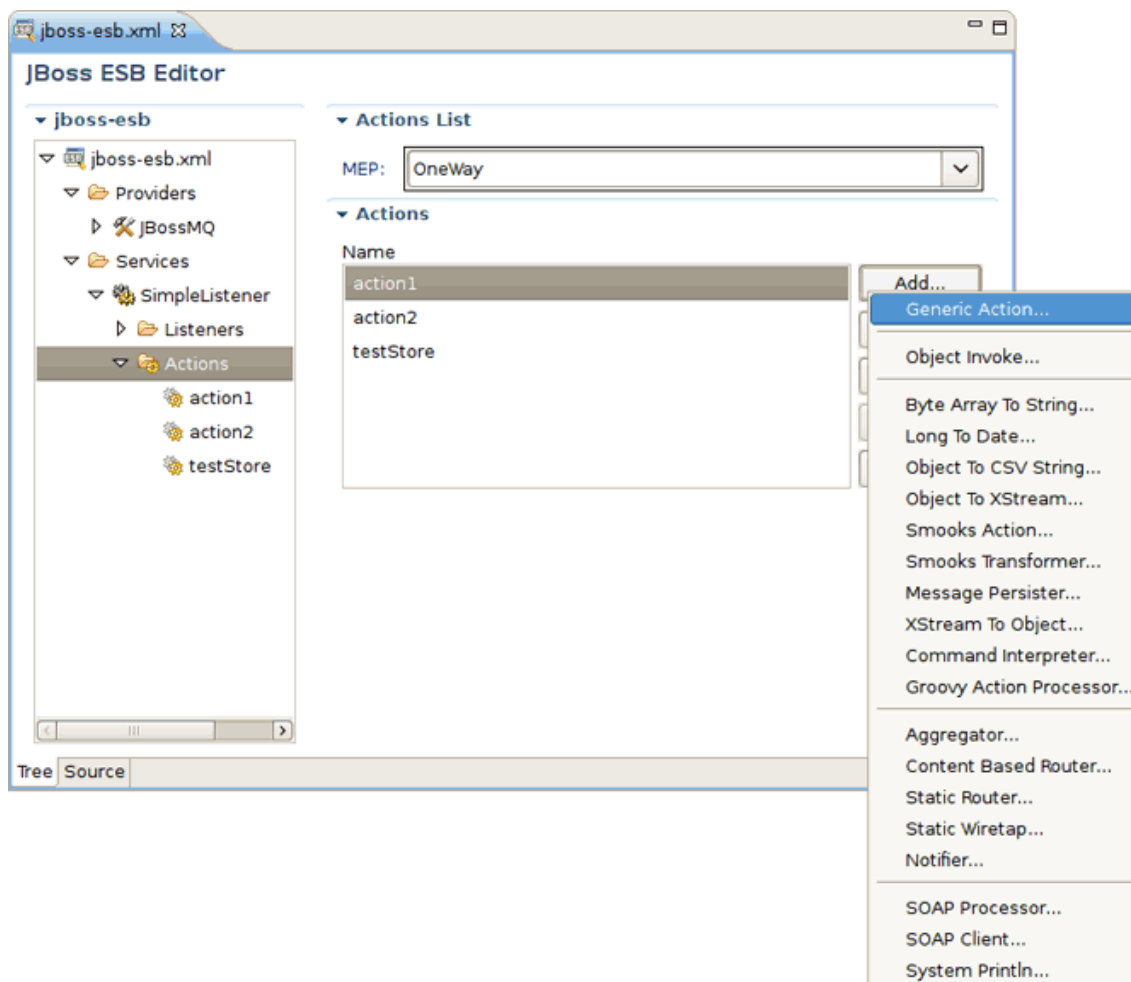 jboss-esb.xml
JBoss ESB Editor
jboss-esb
jboss-esb.xml
Providers
JBossMQ
Services
SimpleListener
Listeners
Actions
action1
action2
testStore
Actions List
MEP: OneWay
Actions
Name
action1
action2
testStore
Add...
Generic Action...
Object Invoke...
Byte Array To String...
Long To Date...
Object To CSV String...
Object To XStream...
Smooks Action...
Smooks Transformer...
Message Persister...
XStream To Object...
Command Interpreter...
Groovy Action Processor...
Aggregator...
Content Based Router...
Static Router...
Static Wiretap...
Notifier...
SOAP Processor...
SOAP Client...
System Println...
Tree Source